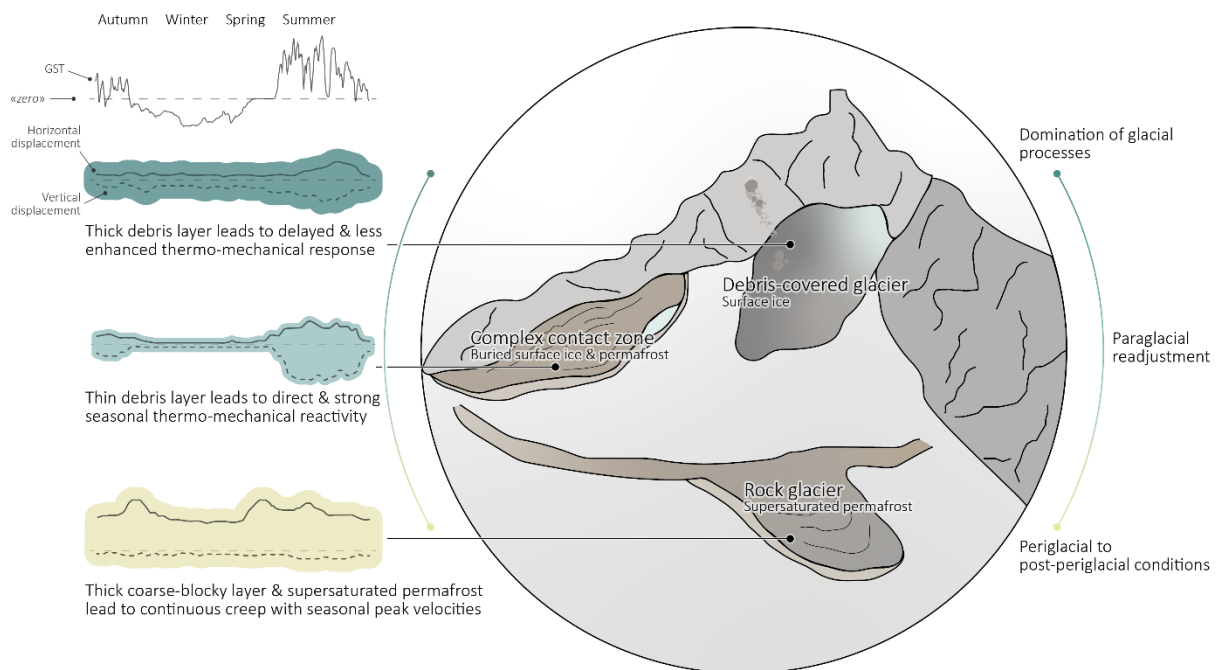 Autumn Winter Spring Summer
GST
«zero»
Horizontal
displacement
Vertical
displacement
Thick debris layer leads to delayed & less
enhanced thermo-mechanical response
Thin debris layer leads to direct & strong
seasonal thermo-mechanical reactivity
Thick coarse-blocky layer & supersaturated permafrost
lead to continuous creep with seasonal peak velocities
Debris-covered glacier
Surface ice
Complex contact zone
Buried surface ice & permafrost
Rock glacier
Supersaturated permafrost
Domination of glacial
processes
Paraglacial
readjustment
Periglacial to
post-periglacial conditions